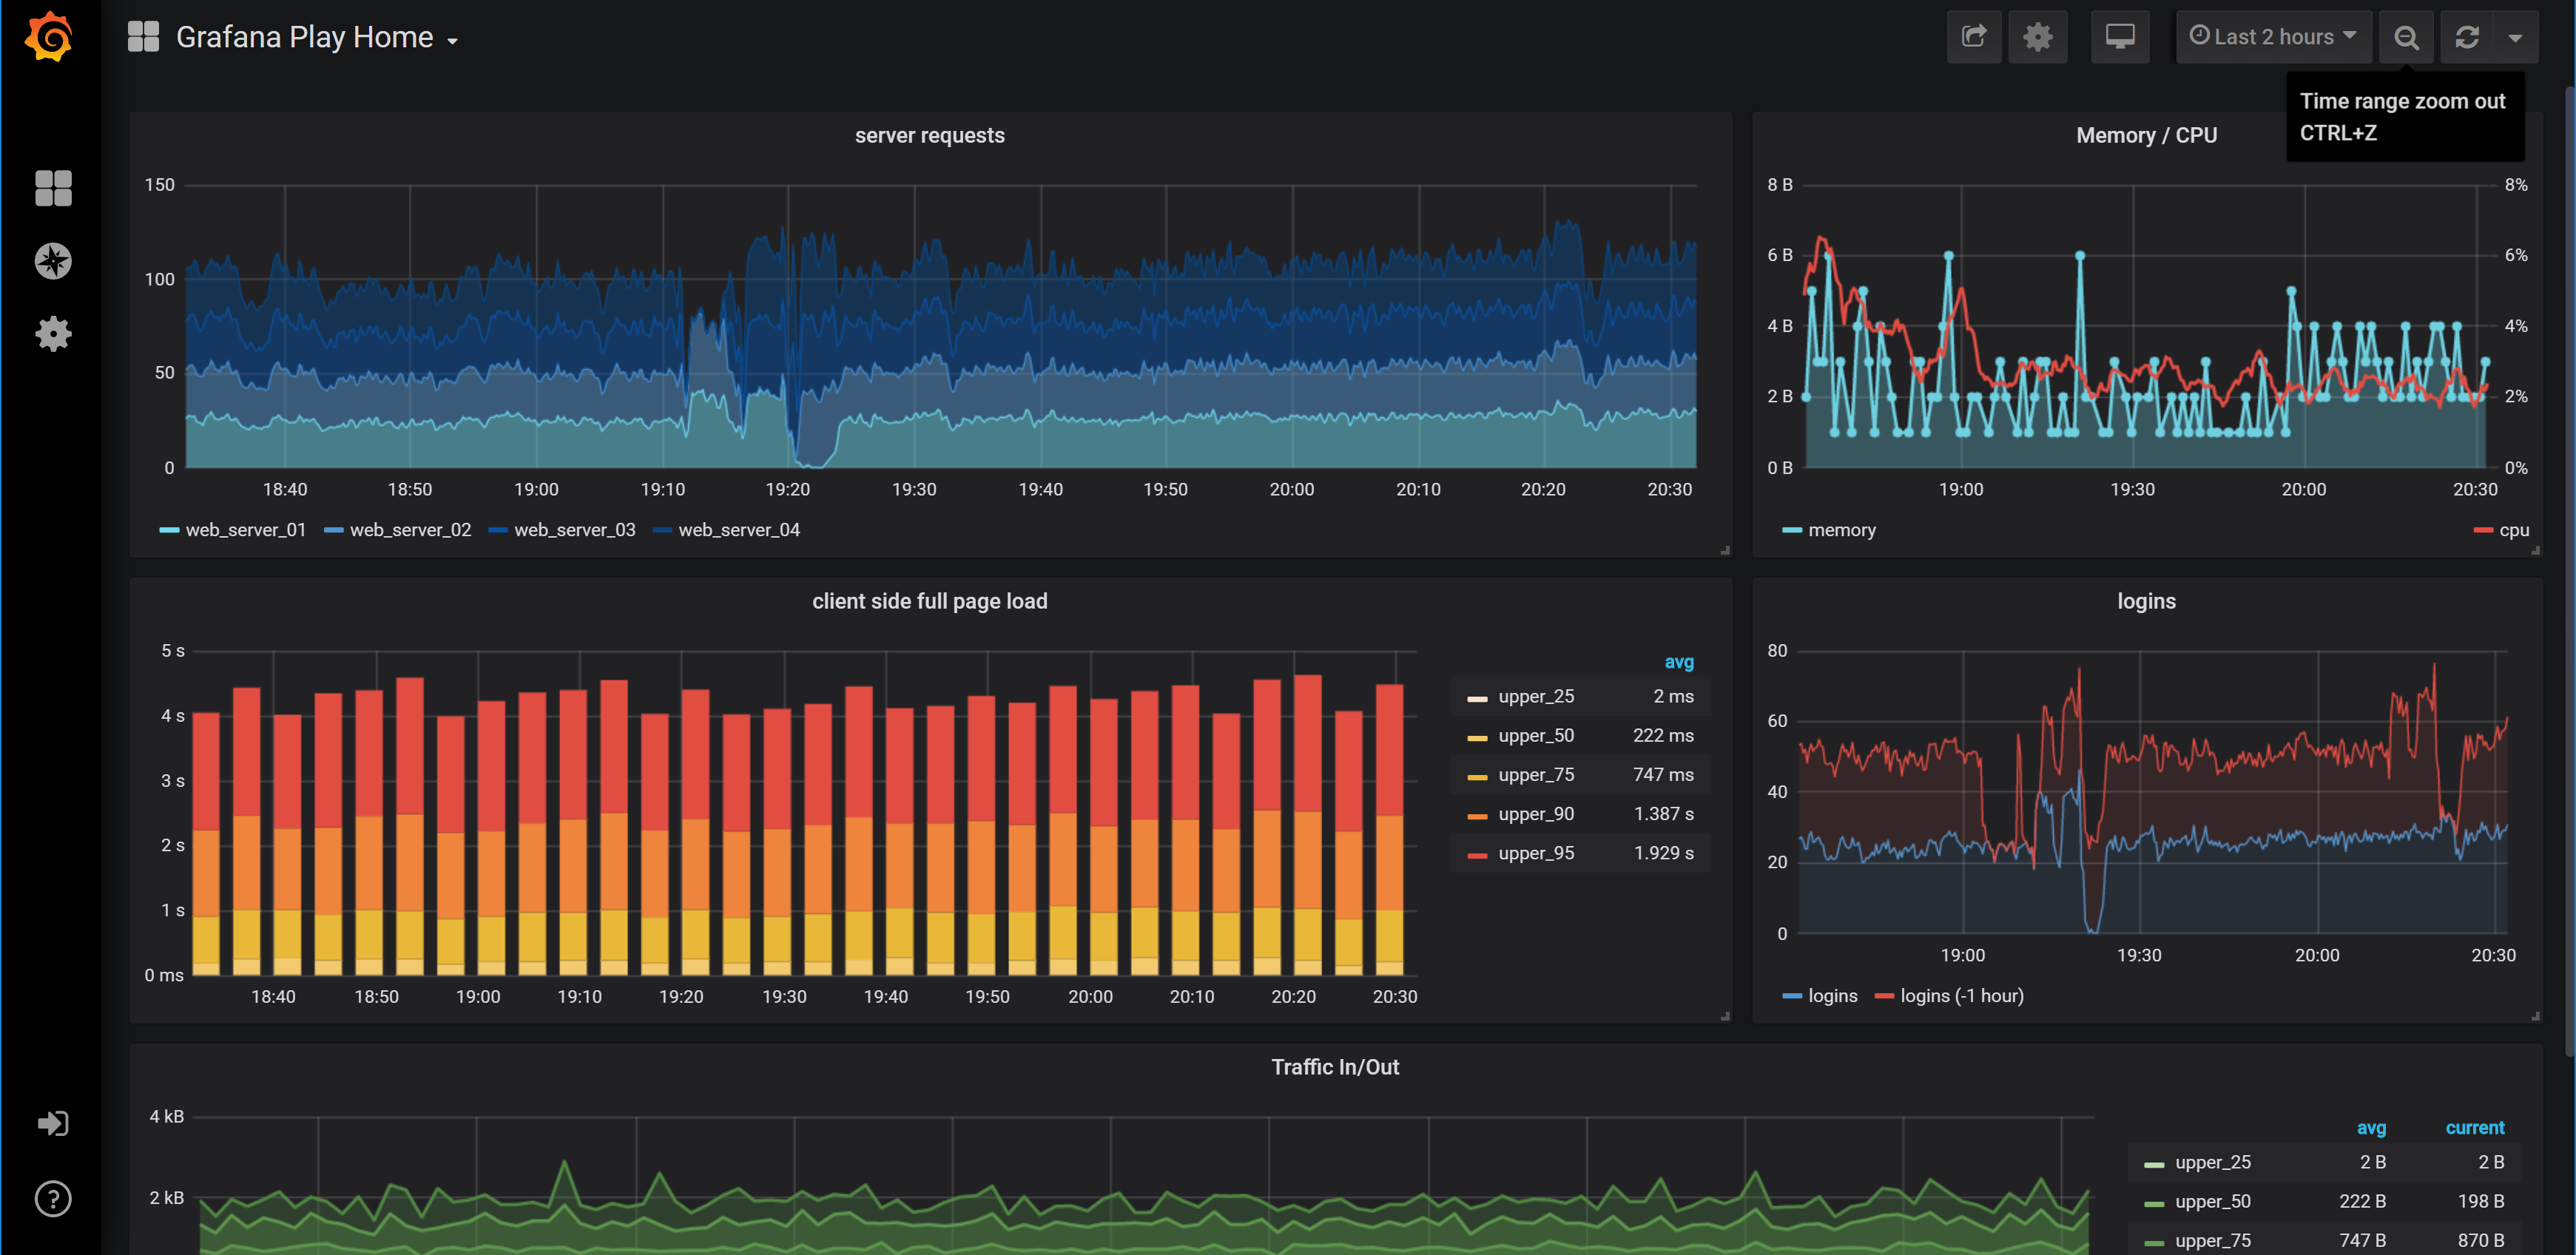 Grafana Play Home
Last 2 hours
Time range zoom out
CTRL+Z
server requests
150
100
50
0
18:40 18:50 19:00 19:10 19:20 19:30 19:40 19:50 20:00 20:10 20:20 20:30
web_server_01 web_server_02 web_server_03 web_server_04
Memory / CPU
8 B 8%
6 B 6%
4 B 4%
2 B 2%
0 B 0%
19:00 19:30 20:00 20:30
memory cpu
client side full page load
5 s
4 s
3 s
2 s
1 s
0 ms
18:40 18:50 19:00 19:10 19:20 19:30 19:40 19:50 20:00 20:10 20:20 20:30
avg
upper_25 2 ms
upper_50 222 ms
upper_75 747 ms
upper_90 1.387 s
upper_95 1.929 s
logins
80
60
40
20
0
19:00 19:30 20:00 20:30
logins logins (-1 hour)
Traffic In/Out
4 kB
2 kB
avg current
upper_25 2 B 2 B
upper_50 222 B 198 B
upper_75 747 B 870 B
?